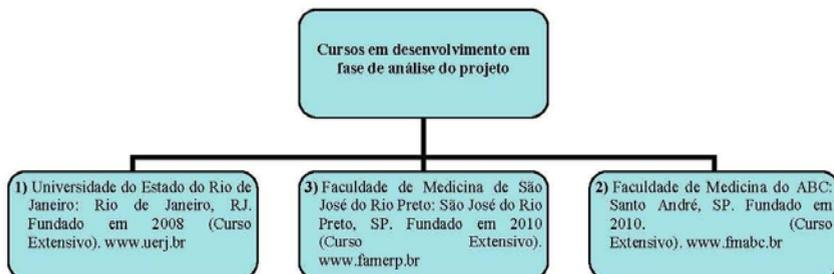 Cursos em desenvolvimento em
fase de análise do projeto
1) Universidade do Estado do Rio de
Janeiro: Rio de Janeiro, RJ.
Fundado em 2008 (Curso
Extensivo). www.uerj.br
3) Faculdade de Medicina de São
José do Rio Preto: São José do Rio
Preto, SP. Fundado em 2010
(Curso Extensivo).
www.famerp.br
2) Faculdade de Medicina do ABC:
Santo André, SP. Fundado em
2010. (Curso
Extensivo). www.fmabc.br